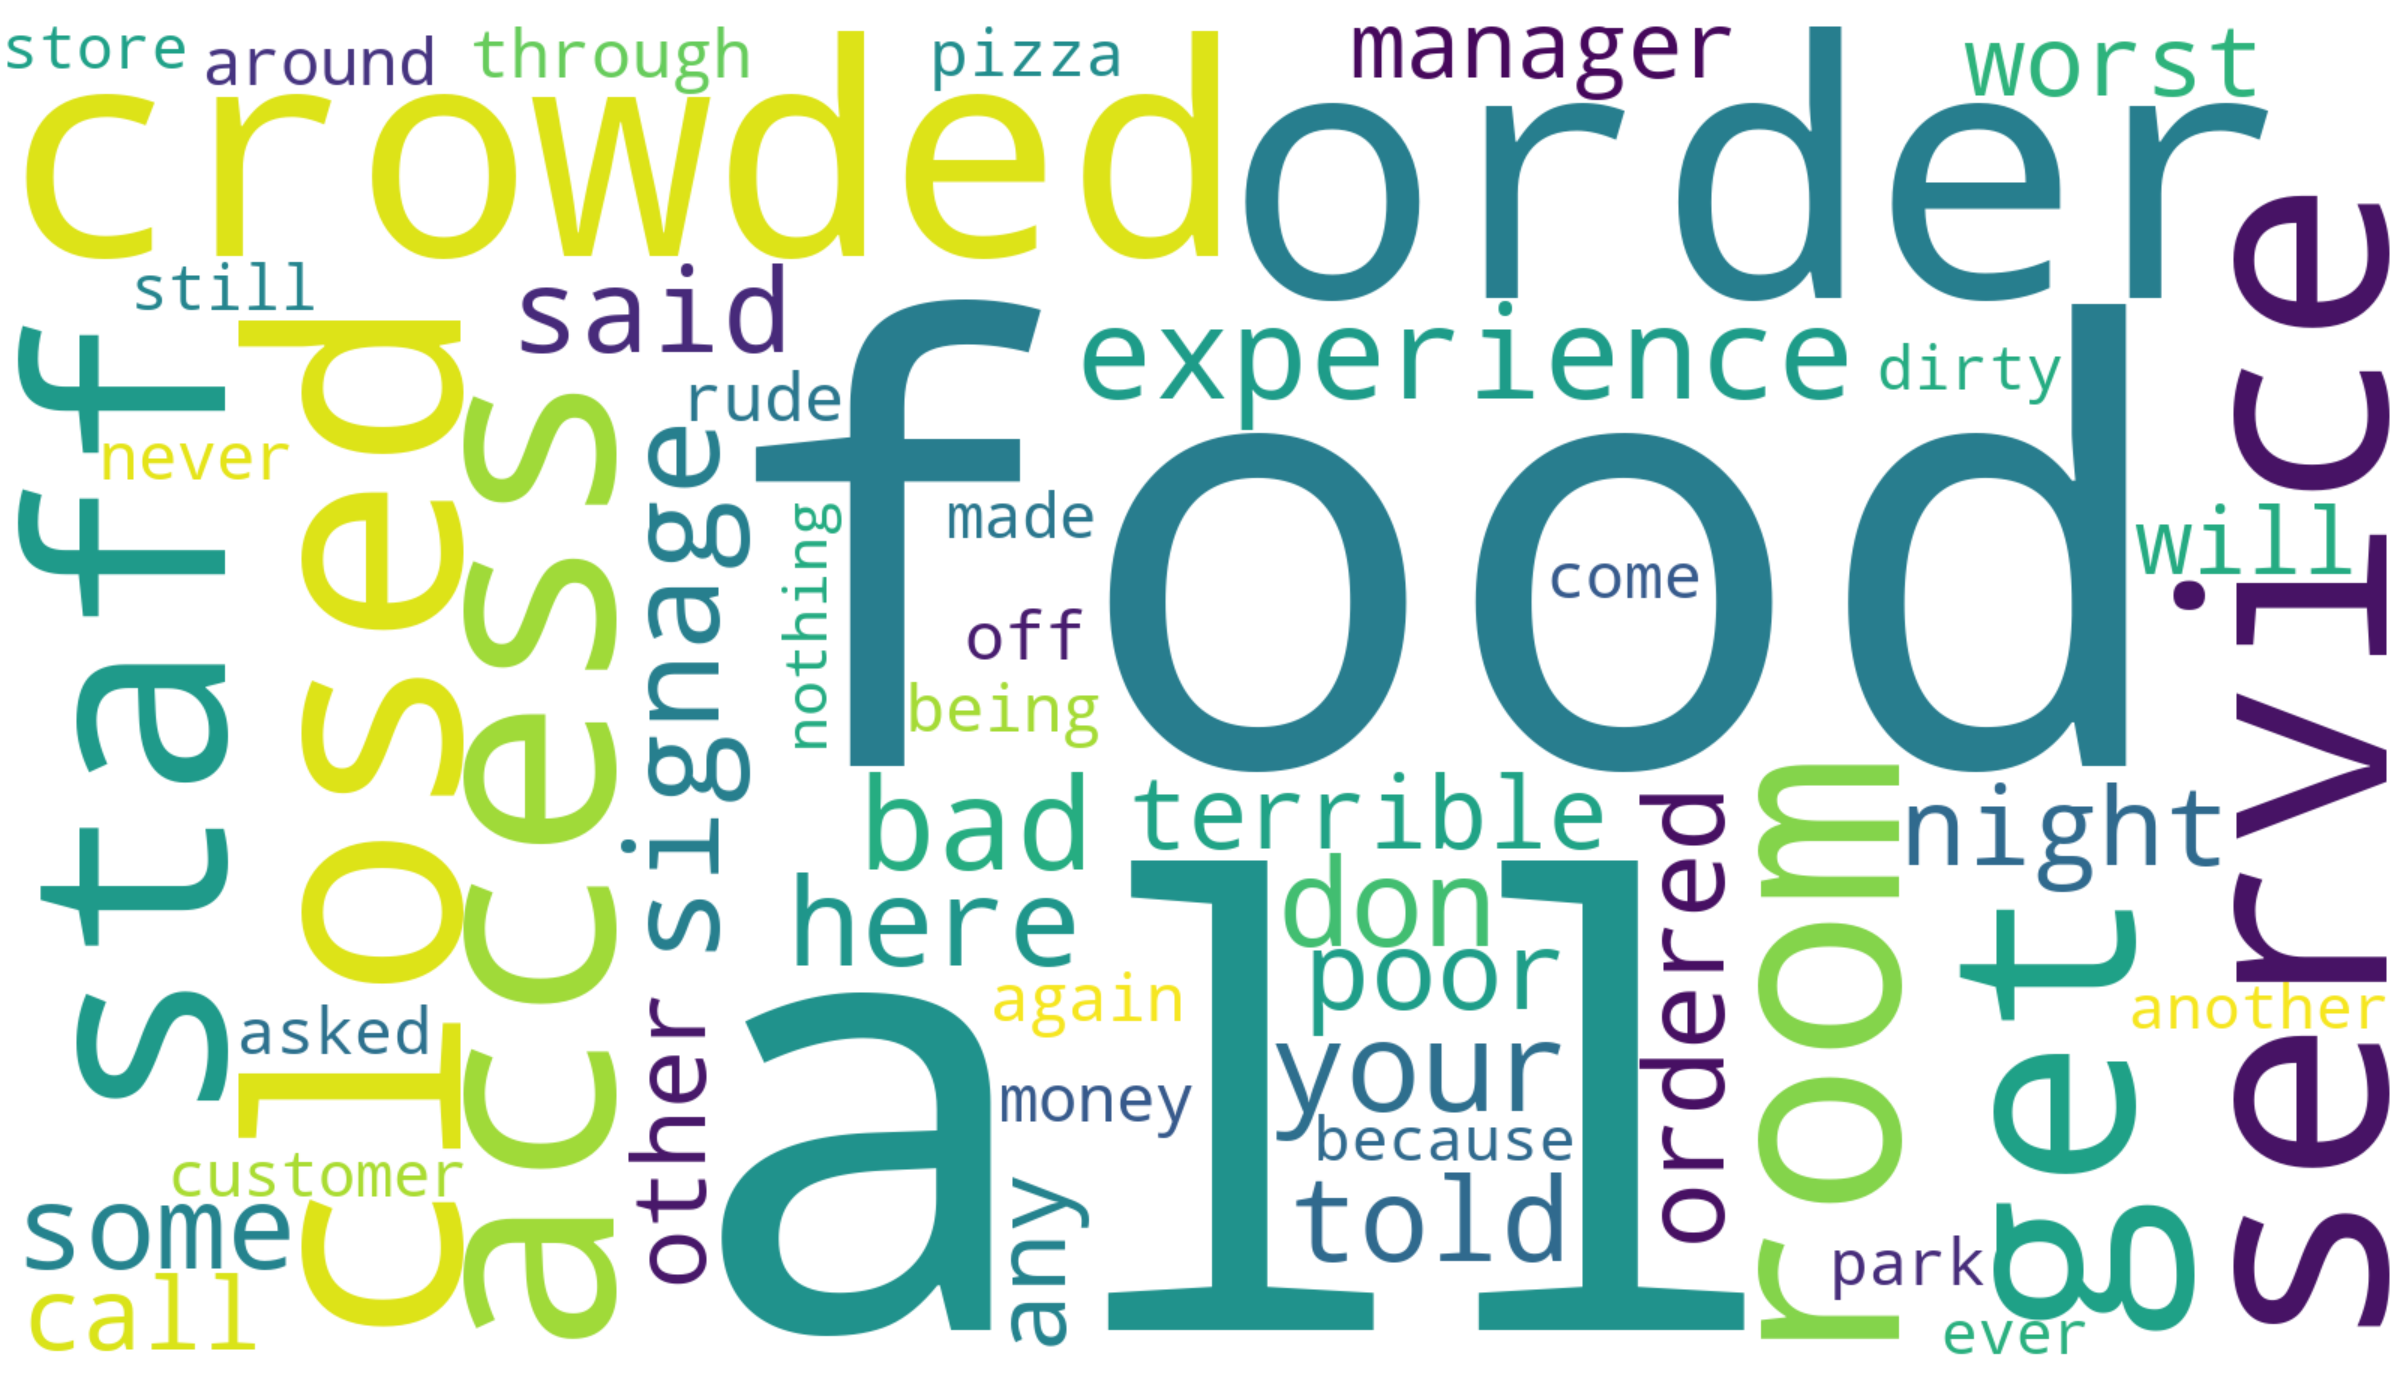 store
around
through
pizza
manager
worst
crowded
order
still
said
experience
dirty
rude
staff
never
closed
access
signage
nothing
made
food
come
off
being
will
service
bad
terrible
night
here
don
poor
ordered
room
get
again
another
asked
all
money
your
because
other
customer
some
any
told
park
call
ever